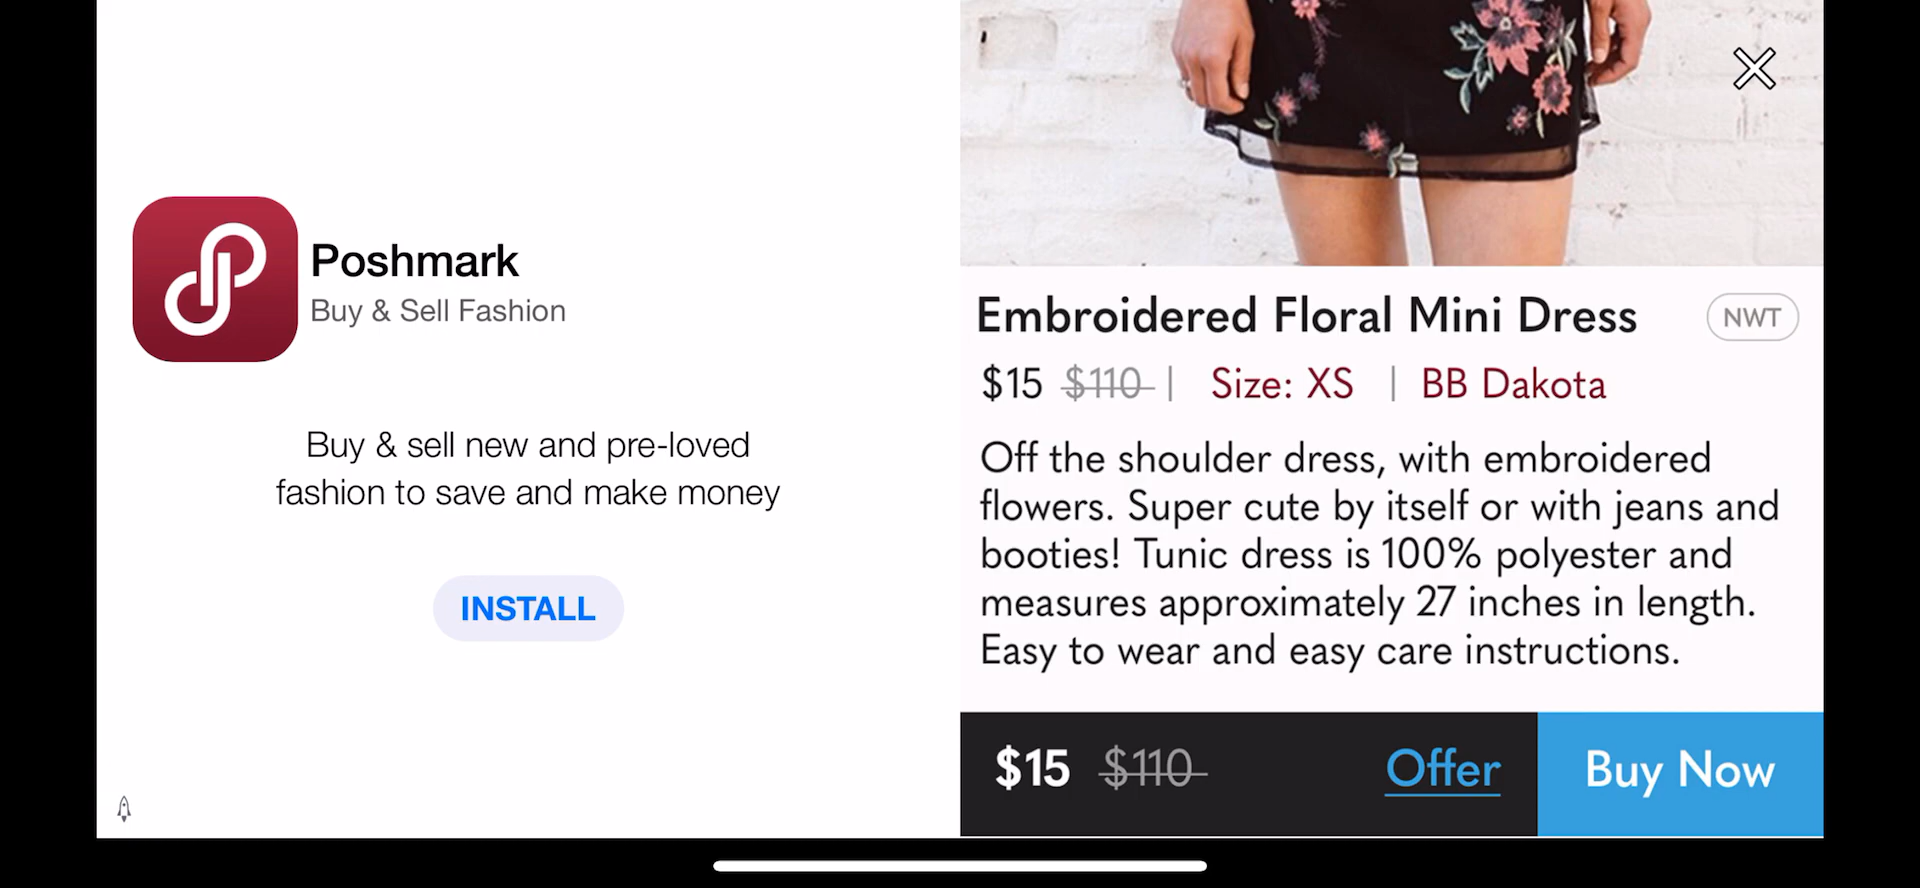 Poshmark
Buy & Sell Fashion
Buy & sell new and pre-loved
fashion to save and make money
INSTALL
Embroidered Floral Mini Dress
NWT
$15 $110 | Size: XS | BB Dakota
Off the shoulder dress, with embroidered
flowers. Super cute by itself or with jeans and
booties! Tunic dress is 100% polyester and
measures approximately 27 inches in length.
Easy to wear and easy care instructions.
$15 $110 Offer Buy Now